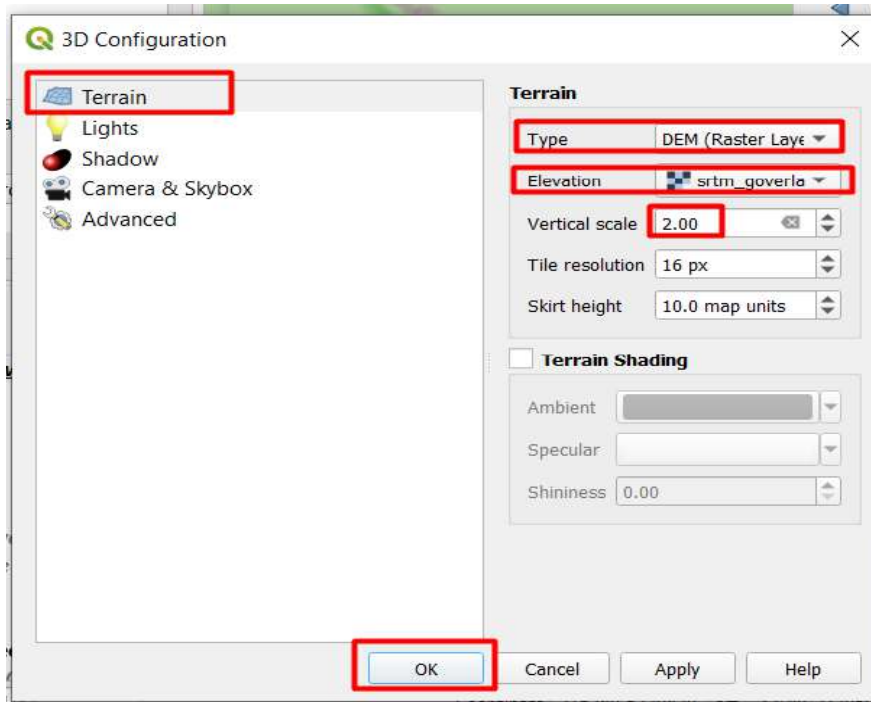 3D Configuration
Terrain
Lights
Shadow
Camera & Skybox
Advanced
Terrain
Type DEM (Raster Laye
Elevation srtm_goverla
Vertical scale 2.00
Tile resolution 16 px
Skirt height 10.0 map units
Terrain Shading
Ambient
Specular
Shininess 0.00
OK Cancel Apply Help